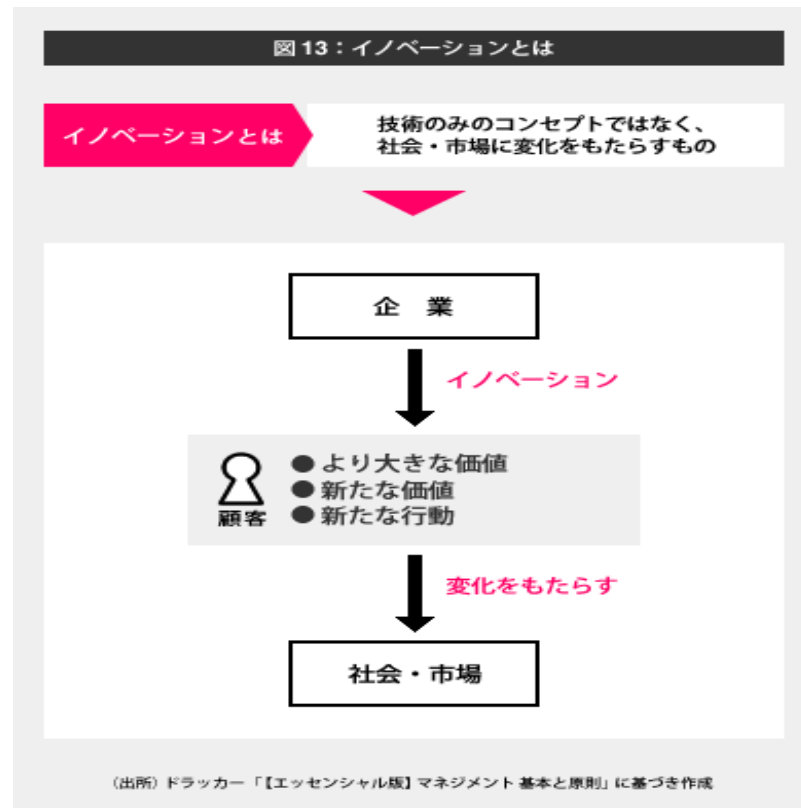 図13：イノベーションとは
イノベーションとは
技術のみのコンセプトではなく、
社会・市場に変化をもたらすもの
企 業
イノベーション
●より大きな価値
●新たな価値
●新たな行動
顧客
変化をもたらす
社会・市場
（出所）ドラッカー「【エッセンシャル版】マネジメント 基本と原則」に基づき作成